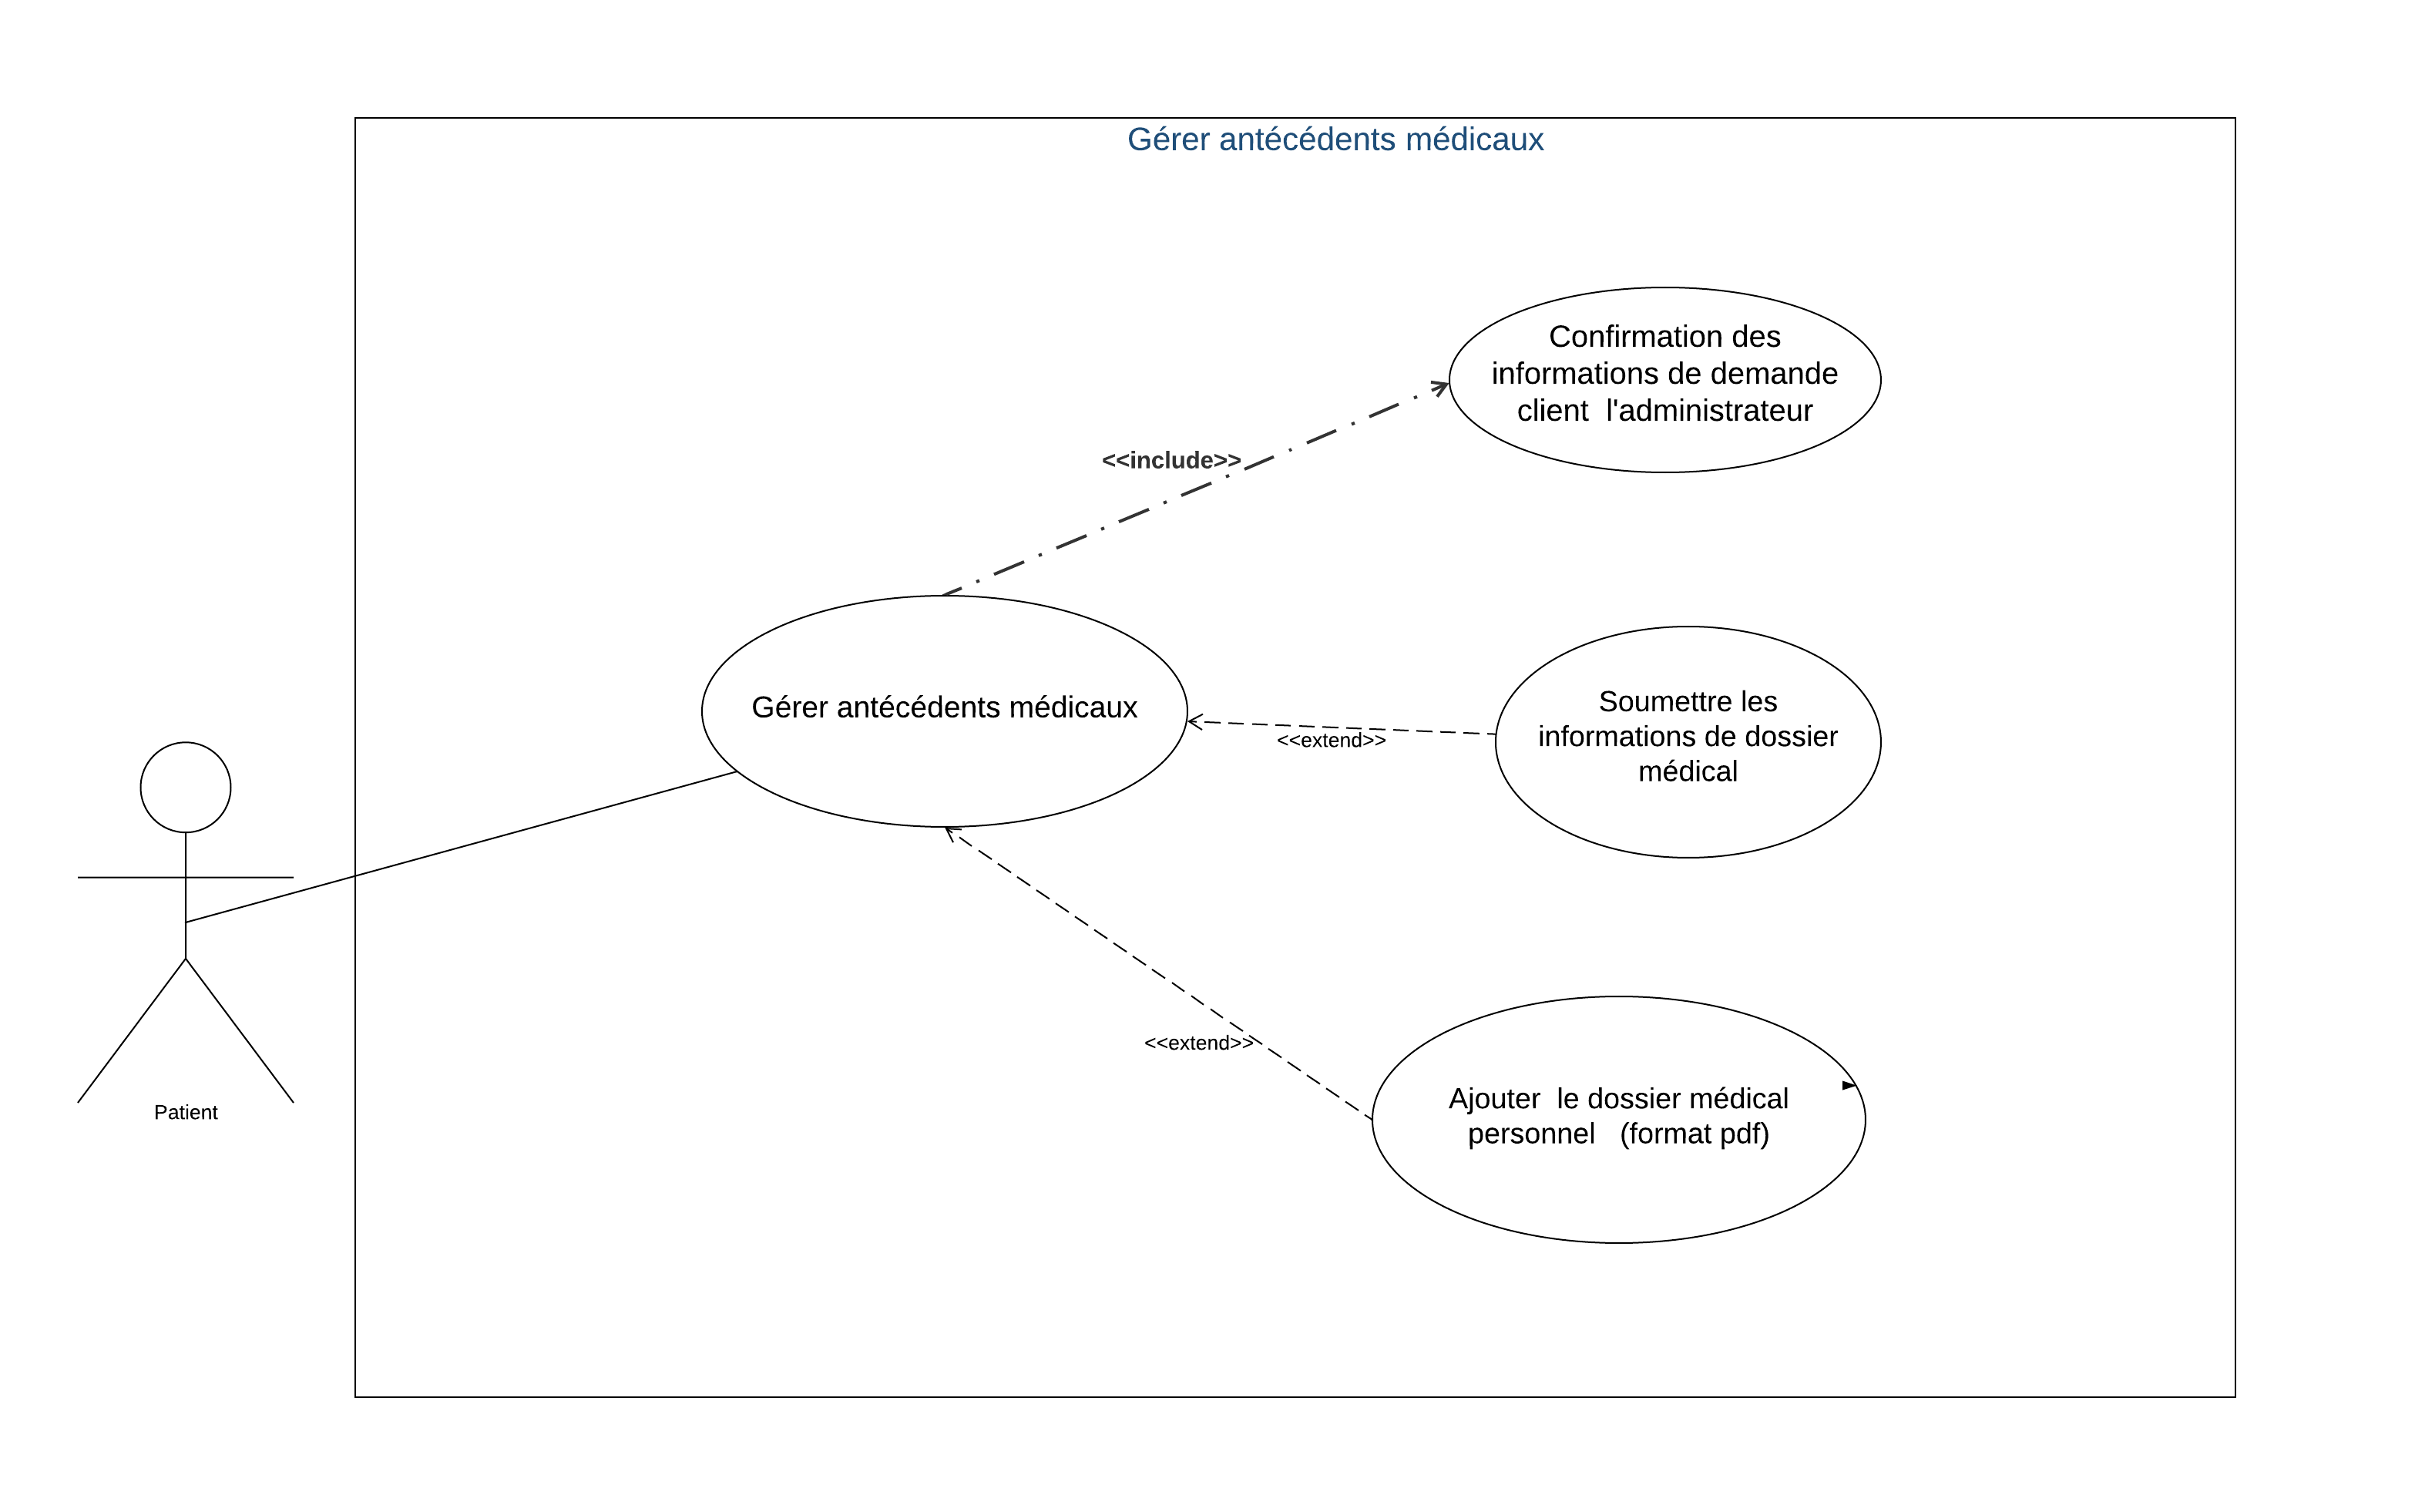 Gérer antécédents médicaux
Confirmation des
informations de demande
client  l'administrateur
<<include>>
Gérer antécédents médicaux
Soumettre les
informations de dossier
médical
<<extend>>
<<extend>>
Ajouter  le dossier médical
personnel   (format pdf)
Patient